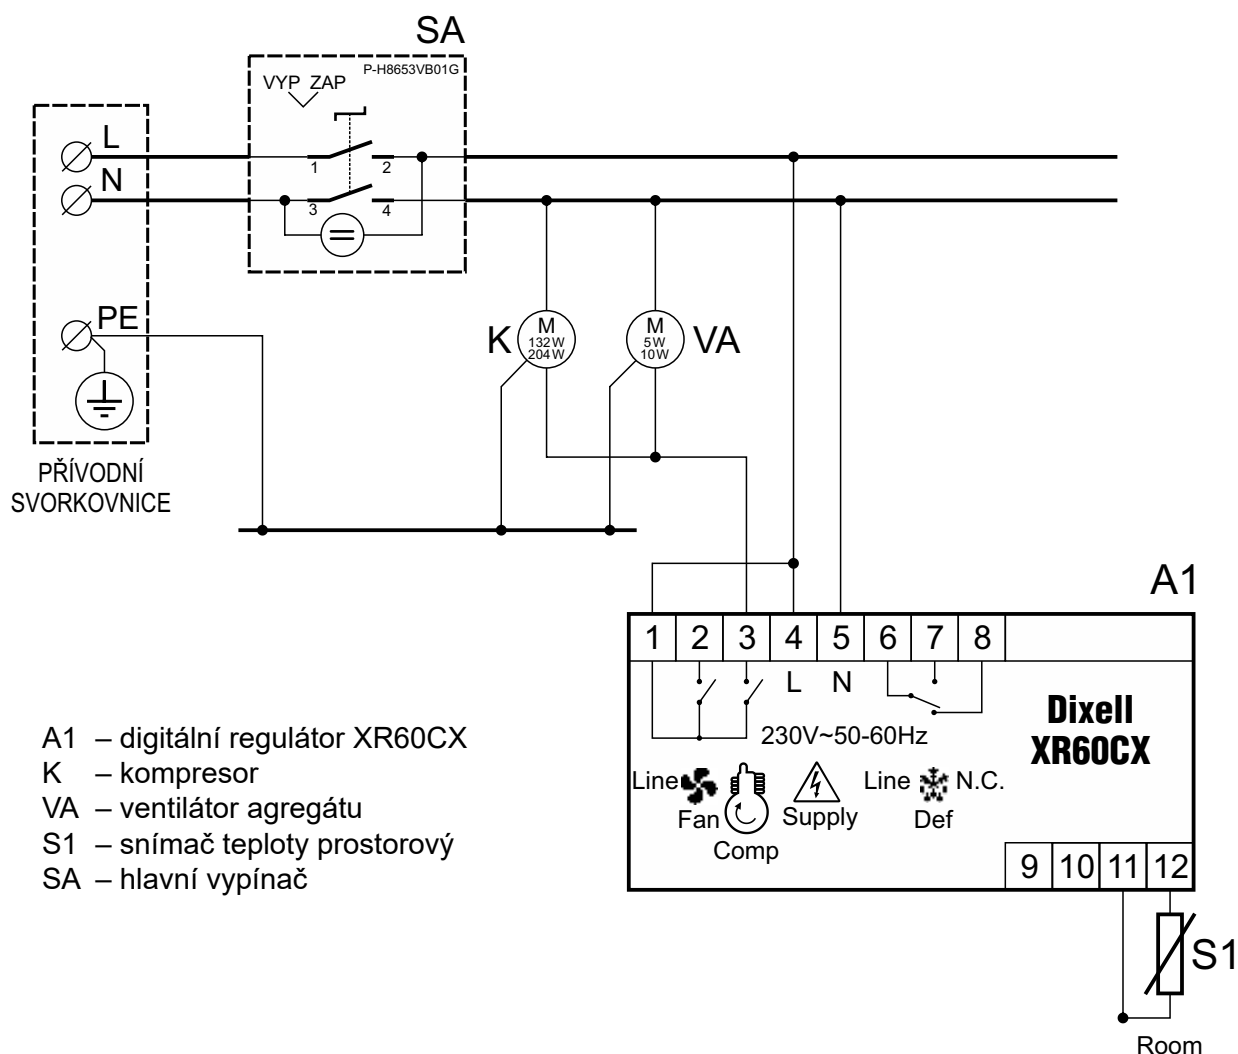 SA
P-H8653VB01G
VYP ZAP
L
1 2
N
3 4
PE
PŘÍVODNÍ
SVORKOVNICE
K
M
132W
204W
M
5W
10W
VA
A1
1 2 3 4 5 6 7 8
L N
230V~50-60Hz
Dixell
XR60CX
Line
Fan
Comp
Supply
Line
N.C.
Def
9 10 11 12
S1
Room
A1 – digitální regulátor XR60CX
K – kompresor
VA – ventilátor agregátu
S1 – snímač teploty prostorový
SA – hlavní vypínač